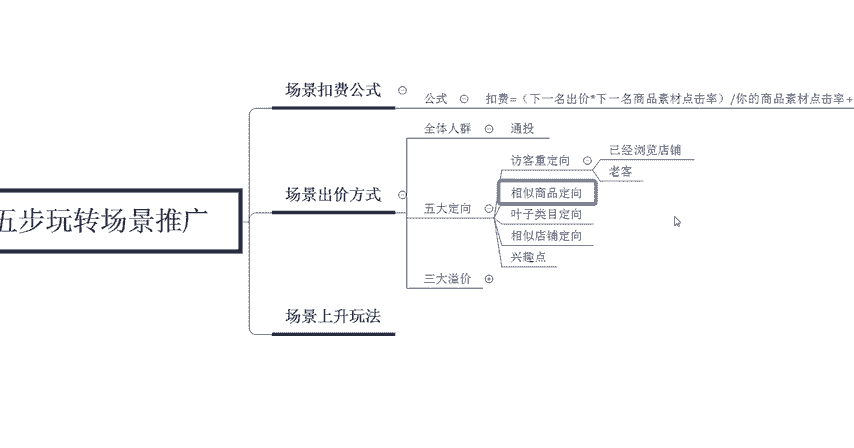 五步玩转场景推广
场景扣费公式
公式
扣费=（下一名出价*下一名商品素材点击率）/你的商品素材点击率+
场景出价方式
全体人群
通投
五大定向
访客重定向
已经浏览店铺
老客
相似商品定向
叶子类目定向
相似店铺定向
兴趣点
三大溢价
场景上升玩法